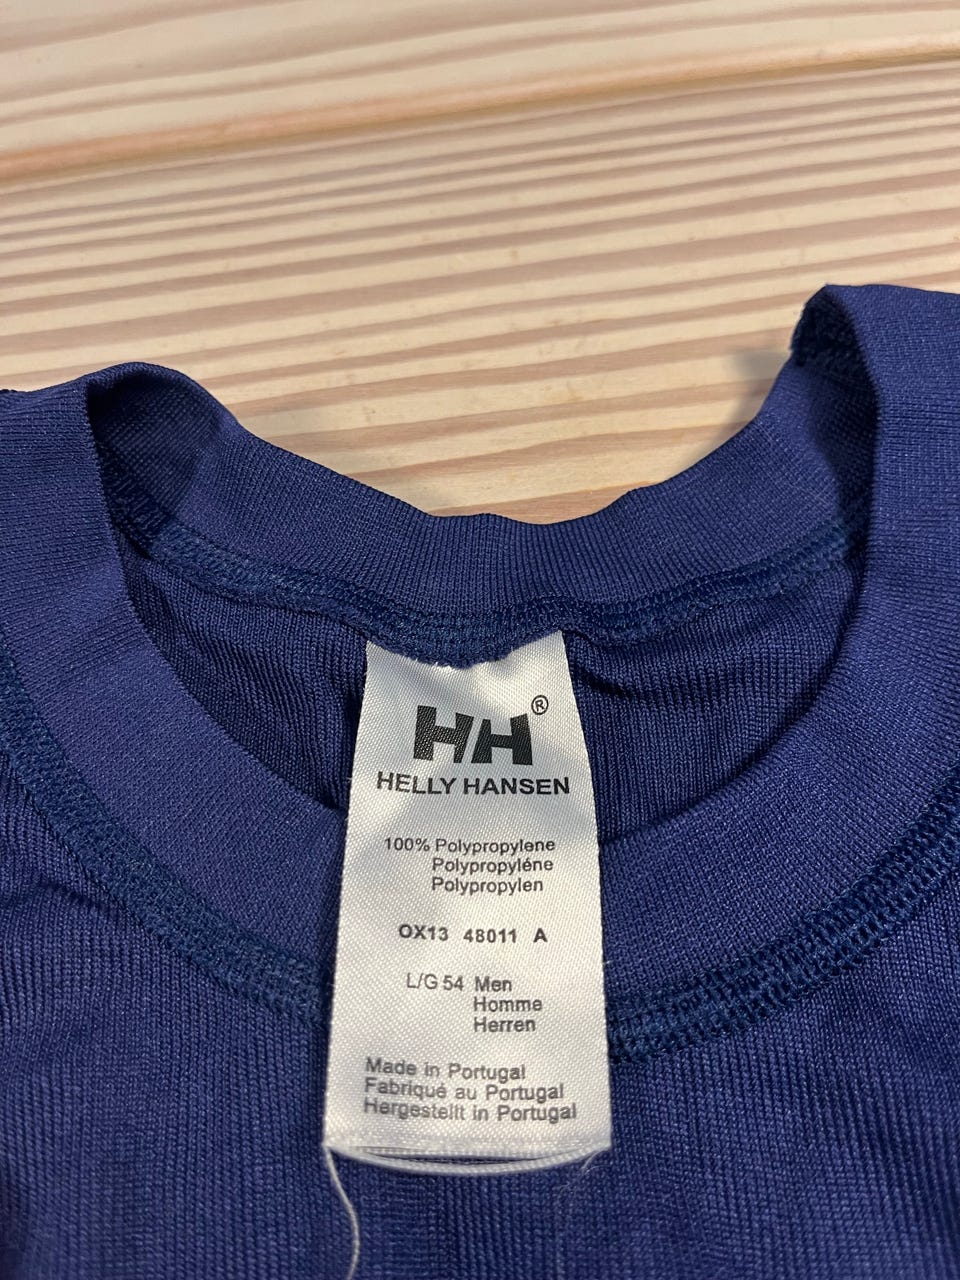 HH®
HELLY HANSEN
100% Polypropylene
Polypropyléne
Polypropylen
OX13 48011 A
L/G 54 Men
Homme
Herren
Made in Portugal
Fabriqué au Portugal
Hergestellt in Portugal